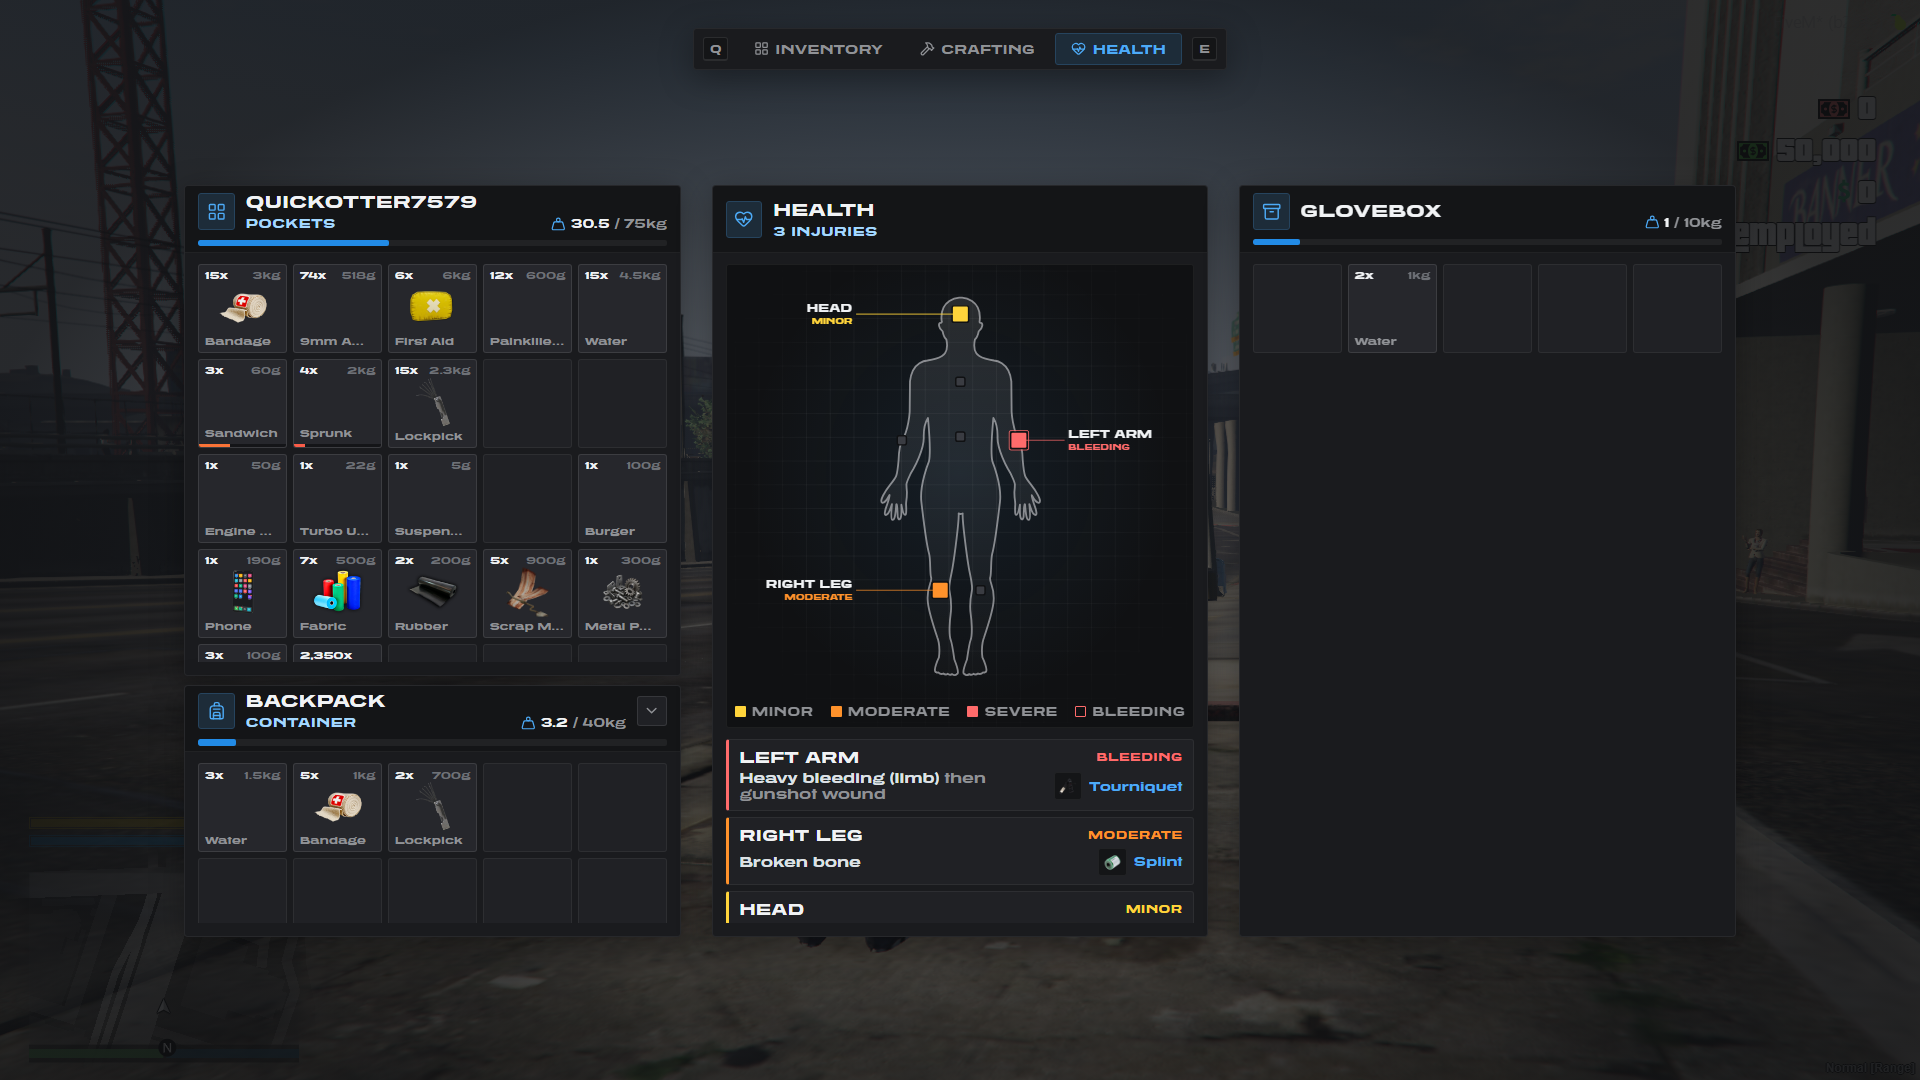 Q INVENTORY CRAFTING HEALTH E
0
50,000
0
employed
BANNER
QUICKOTTER7579
POCKETS 30.5 / 75kg
15x 3kg 74x 518g 6x 6kg 12x 600g 15x 4.5kg
Bandage 9mm A... First Aid Painkille... Water
3x 60g 4x 2kg 15x 2.3kg
Sandwich Sprunk Lockpick
1x 50g 1x 22g 1x 5g 1x 100g
Engine ... Turbo U... Suspen... Burger
1x 190g 7x 500g 2x 200g 5x 900g 1x 300g
Phone Fabric Rubber Scrap M... Metal P...
3x 100g 2,350x
BACKPACK
CONTAINER 3.2 / 40kg
3x 1.5kg 5x 1kg 2x 700g
Water Bandage Lockpick
HEALTH
3 INJURIES
HEAD
MINOR
LEFT ARM
BLEEDING
RIGHT LEG
MODERATE
MINOR MODERATE SEVERE BLEEDING
LEFT ARM BLEEDING
Heavy bleeding (limb) then
gunshot wound
Tourniquet
RIGHT LEG MODERATE
Broken bone Splint
HEAD MINOR
GLOVEBOX
1 / 10kg
2x 1kg
Water
N
Normal [Range]